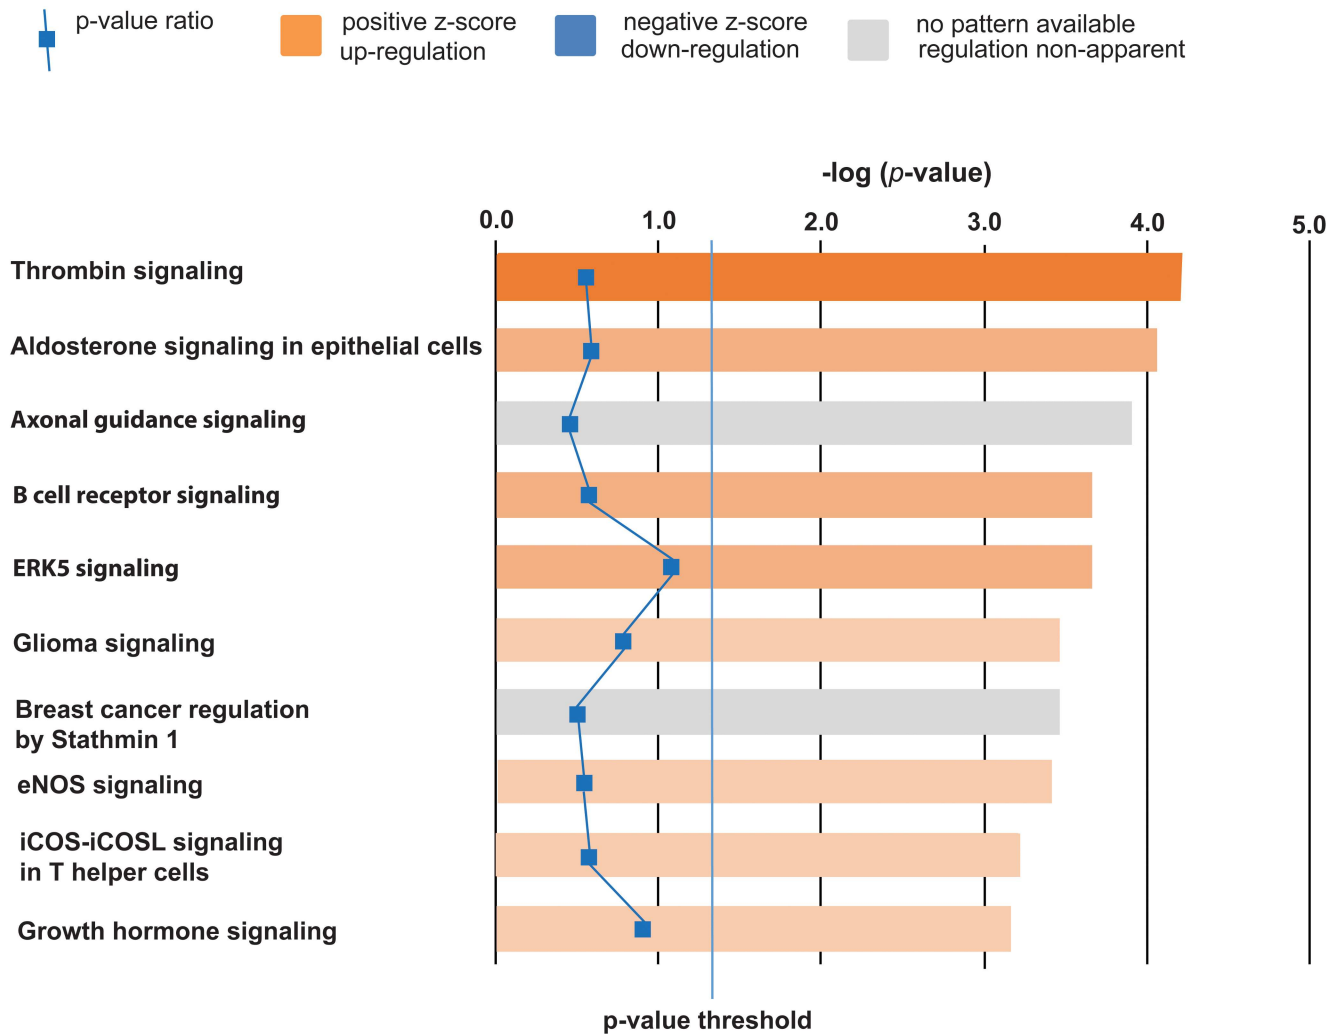 p-value ratio
positive z-score
up-regulation
negative z-score
down-regulation
no pattern available
regulation non-apparent
-log (p-value)
0.0 1.0 2.0 3.0 4.0 5.0
Thrombin signaling
Aldosterone signaling in epithelial cells
Axonal guidance signaling
B cell receptor signaling
ERK5 signaling
Glioma signaling
Breast cancer regulation
by Stathmin 1
eNOS signaling
iCOS-iCOSL signaling
in T helper cells
Growth hormone signaling
p-value threshold